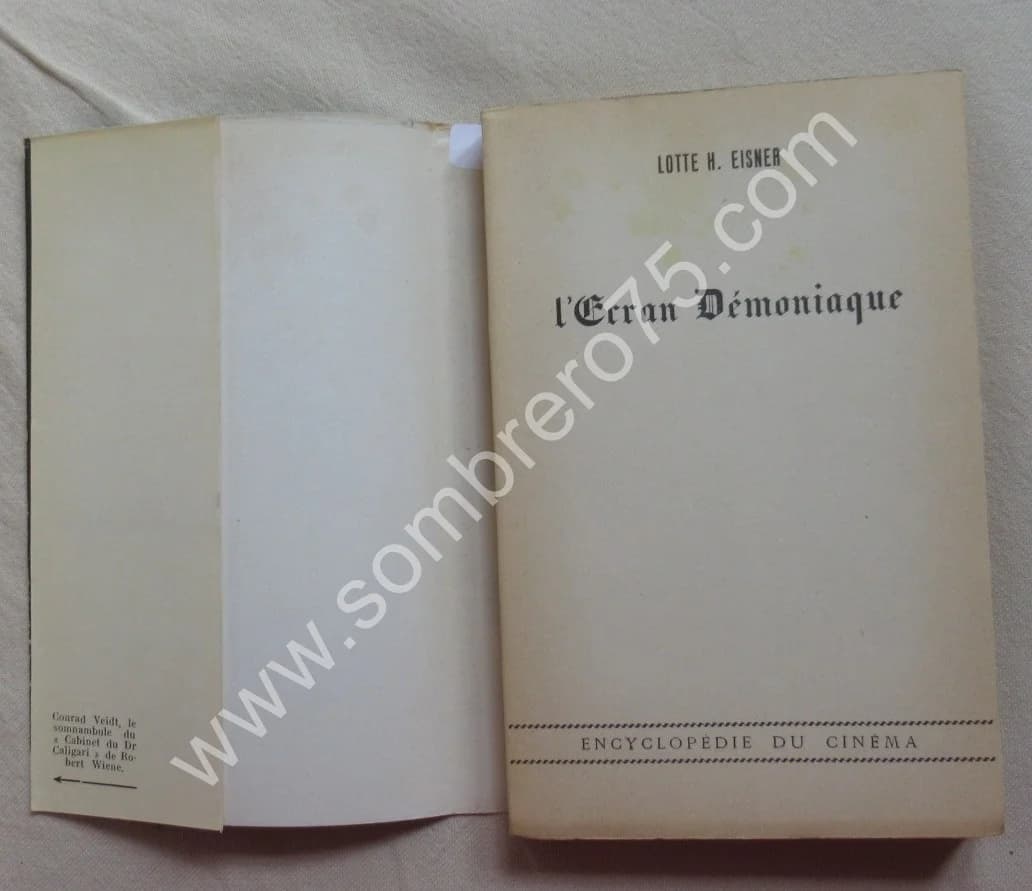 Conrad Veidt, le
somnambule du
« Cabinet du Dr
Caligari » de Ro-
bert Wiene.
LOTTE H. EISNER
l'Ecran Démoniaque
ENCYCLOPÉDIE DU CINÉMA
www.sombrero75.com